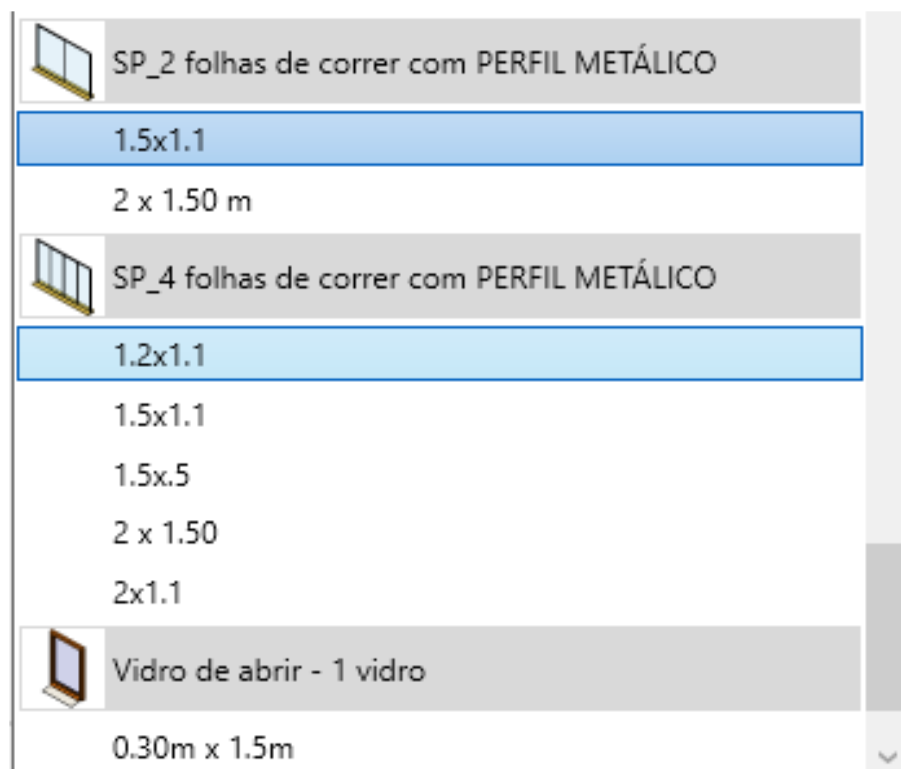 SP_2 folhas de correr com PERFIL METÁLICO
1.5x1.1
2 x 1.50 m
SP_4 folhas de correr com PERFIL METÁLICO
1.2x1.1
1.5x1.1
1.5x.5
2 x 1.50
2x1.1
Vidro de abrir - 1 vidro
0.30m x 1.5m